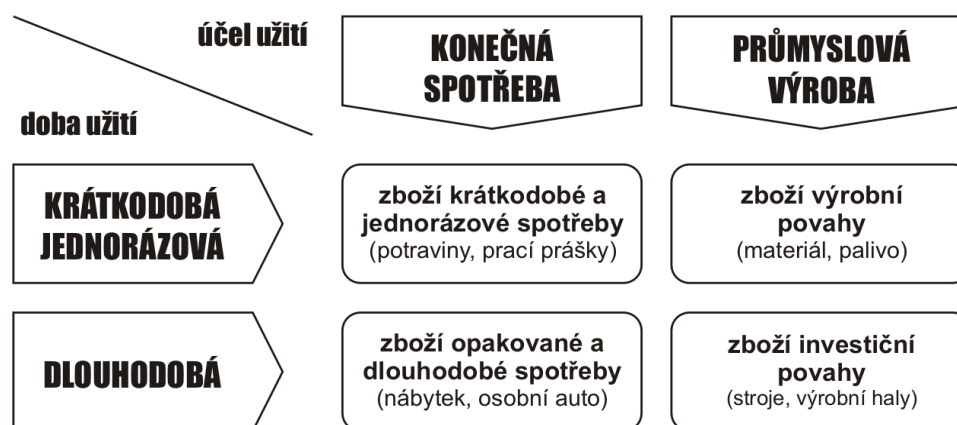 účel užití
doba užití
KONEČNÁ
SPOTŘEBA
PRŮMYSLOVÁ
VÝROBA
KRÁTKODOBÁ
JEDNORÁZOVÁ
zboží krátkodobé a
jednorázové spotřeby
(potraviny, prací prášky)
zboží výrobní
povahy
(materiál, palivo)
DLOUHODOBÁ
zboží opakované a
dlouhodobé spotřeby
(nábytek, osobní auto)
zboží investiční
povahy
(stroje, výrobní haly)